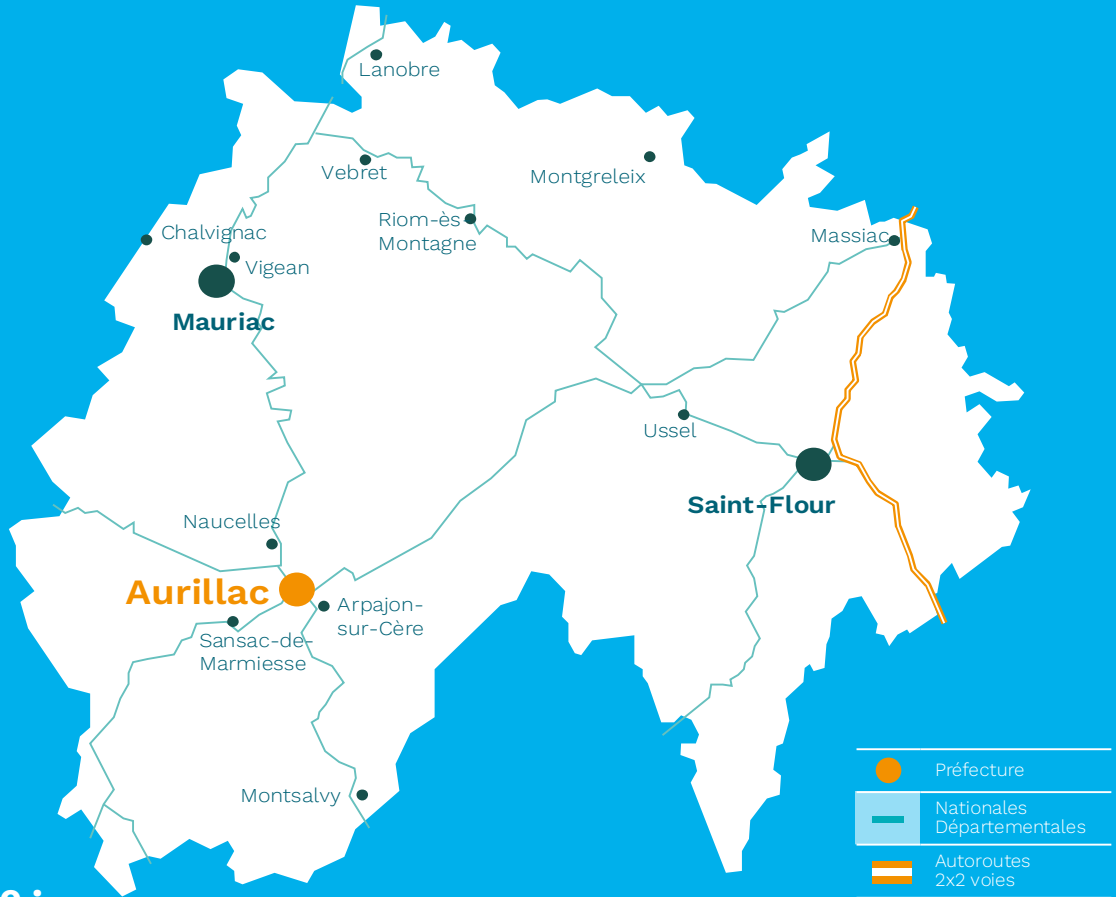 Lanobre
Vebret
Montgreleix
Riom-ès-
Montagne
Chalvignac
Massiac
Vigean
Mauriac
Ussel
Saint-Flour
Naucelles
Aurillac
Arpajon-
sur-Cère
Sansac-de-
Marmiesse
Montsalvy
Préfecture
Nationales
Départementales
Autoroutes
2x2 voies